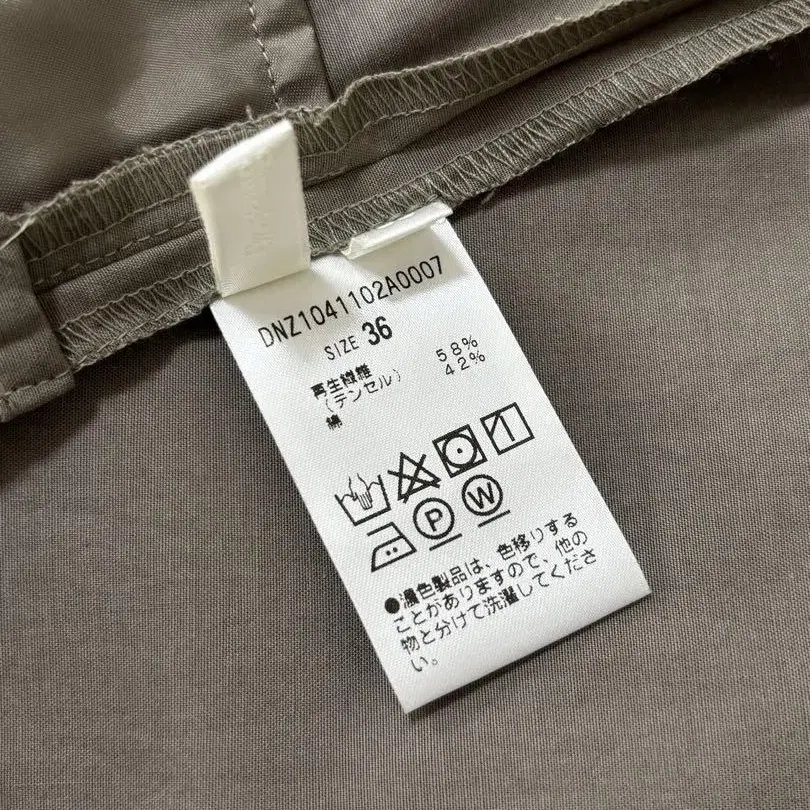 DNZ1041102A0007
SIZE 36
再生繊維 58%
(テンセル) 42%
綿
P W
●濃色製品は、色移りする
ことがありますので、他の
物と分けて洗濯してくださ
い。